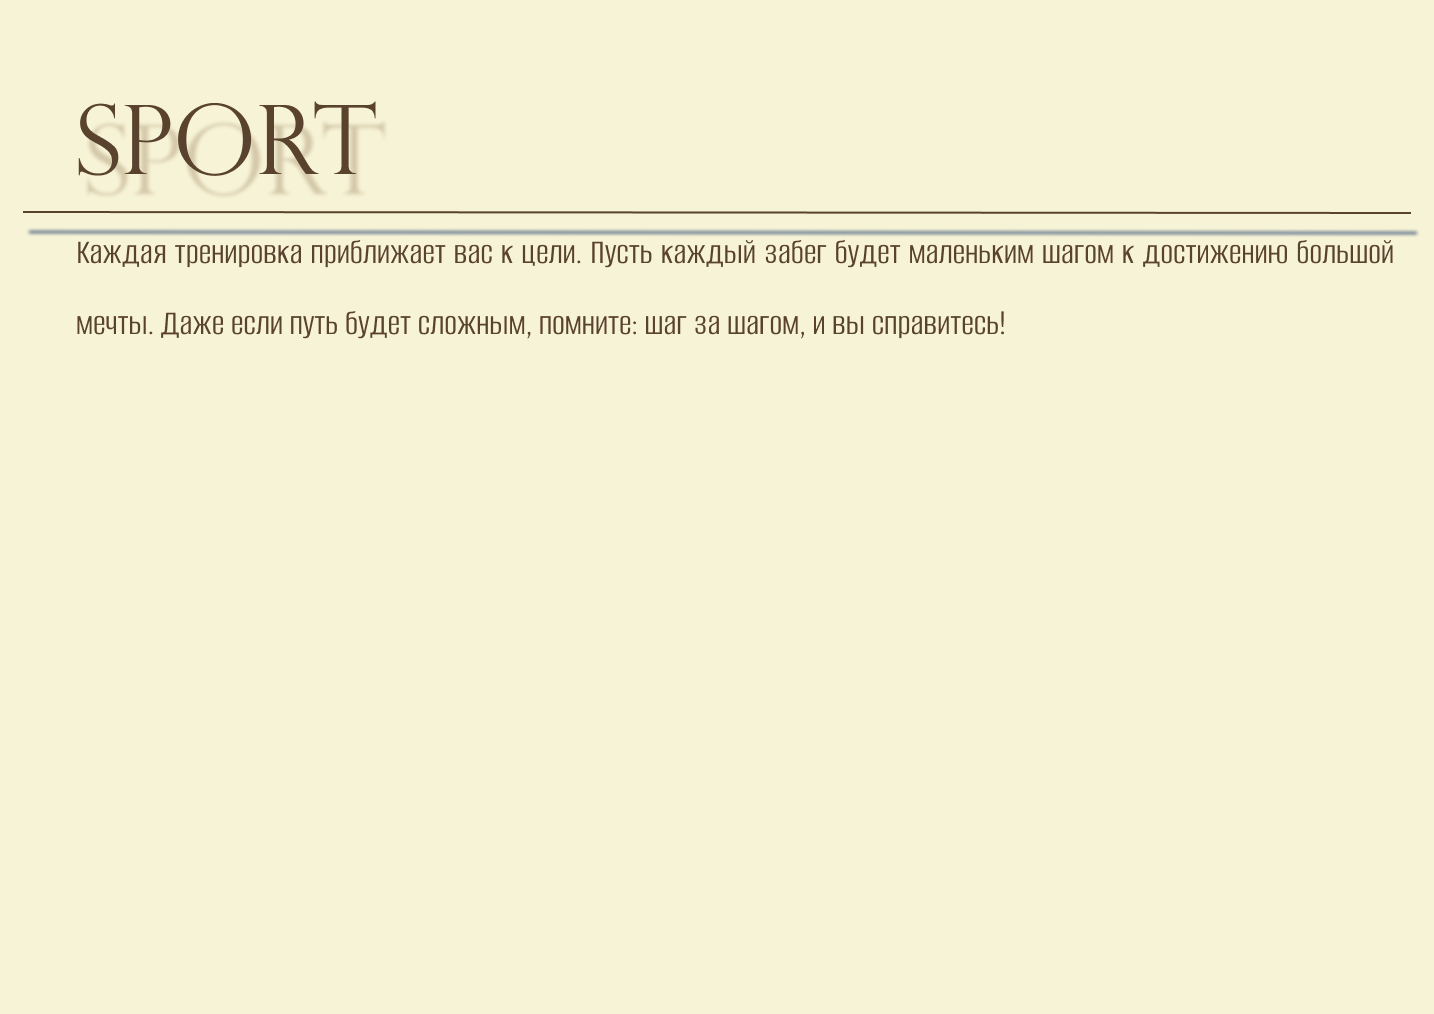 SPORT
Каждая тренировка приближает вас к цели. Пусть каждый забег будет маленьким шагом к достижению большой
мечты. Даже если путь будет сложным, помните: шаг за шагом, и вы справитесь!